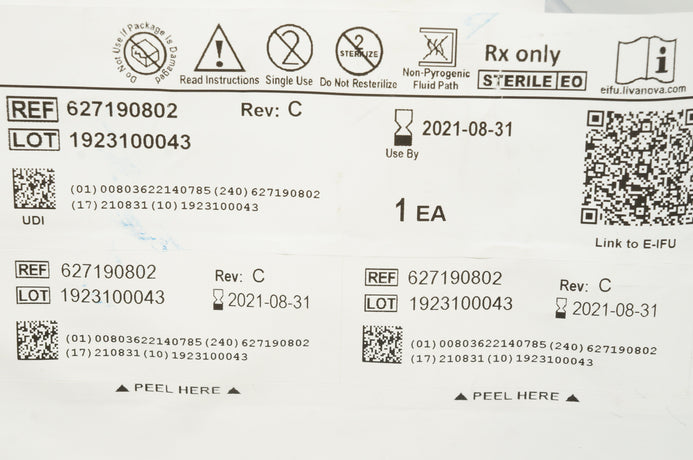 Do Not Use If Package Is Damaged
Read Instructions
2
Single Use
2
STERILIZE
Do Not Resterilize
Non-Pyrogenic
Fluid Path
Rx only
STERILE EO
i
eifu.livanova.com
REF 627190802 Rev: C
LOT 1923100043
2021-08-31
Use By
(01)00803622140785(240)627190802
(17)210831(10)1923100043
UDI
1 EA
Link to E-IFU
REF 627190802 Rev: C
LOT 1923100043 2021-08-31
(01)00803622140785(240)627190802
(17)210831(10)1923100043
PEEL HERE
REF 627190802 Rev: C
LOT 1923100043 2021-08-31
(01)00803622140785(240)627190802
(17)210831(10)1923100043
PEEL HERE